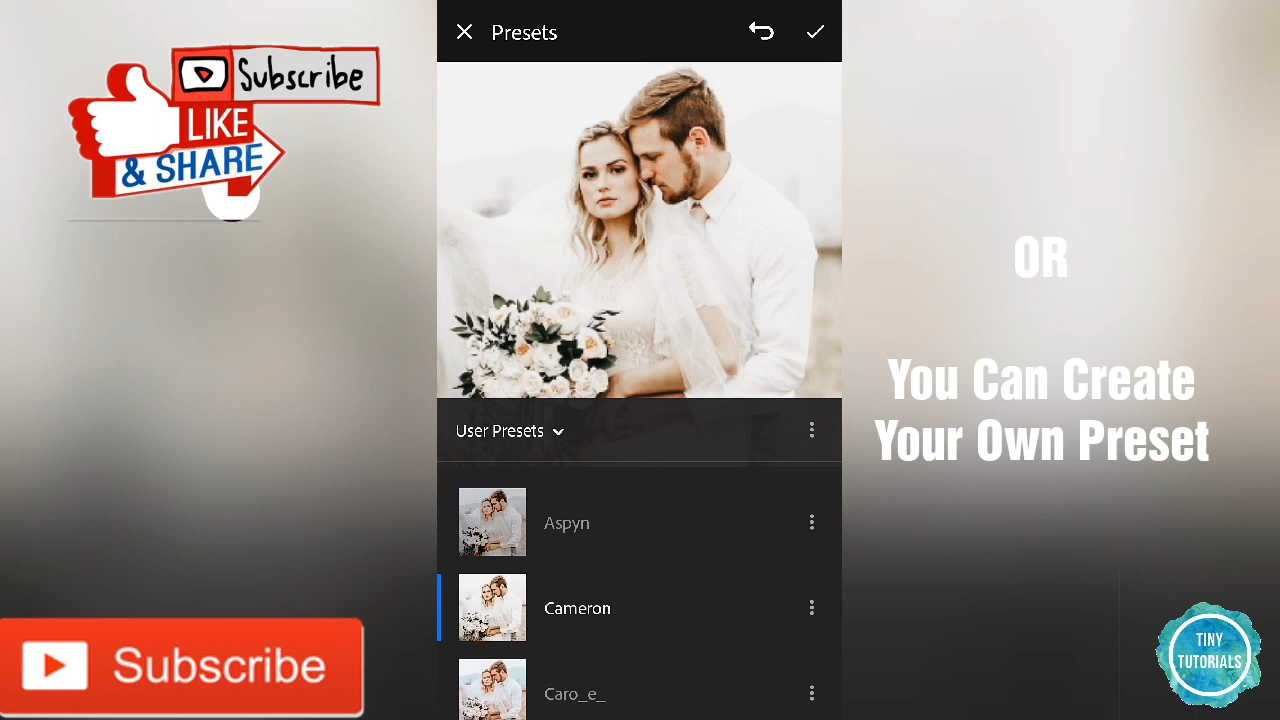 Subscribe
LIKE
& SHARE
Presets
User Presets
Aspyn
Cameron
Caro_e_
OR
You Can Create
Your Own Preset
Subscribe
TINY
TUTORIALS